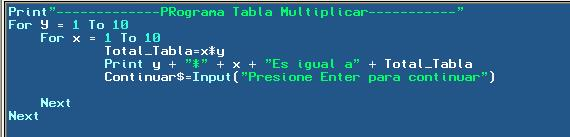 Print"-------------PRograma Tabla Multiplicar-----------"
For Y = 1 To 10
For x = 1 To 10
Total_Tabla=x*y
Print y + "*" + x + "Es igual a" + Total_Tabla
Continuar$=Input("Presione Enter para continuar")
Next
Next